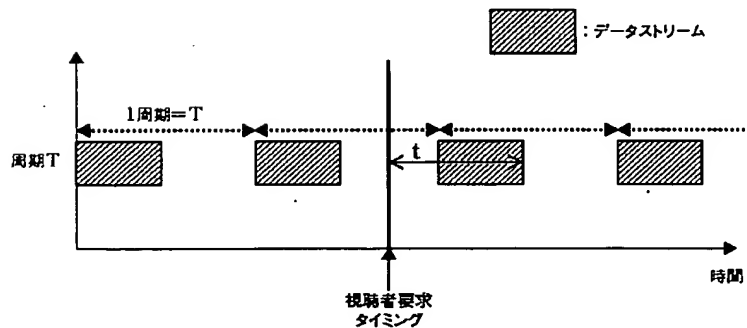 ：データストリーム
1周期＝T
周期T
t
時間
視聴者要求
タイミング